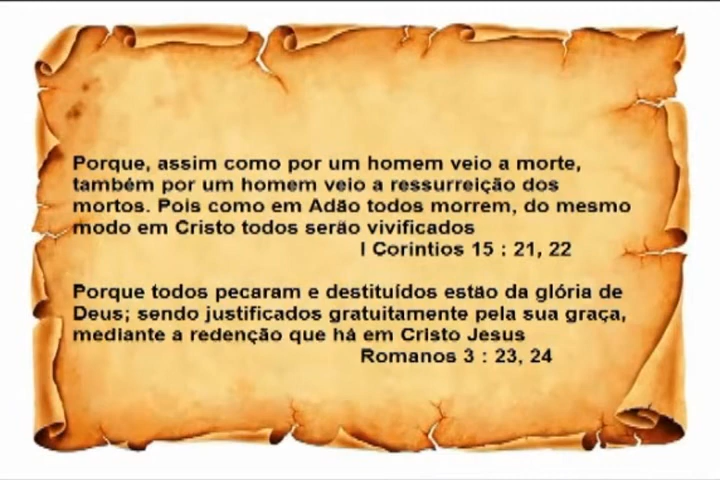 Porque, assim como por um homem veio a morte,
também por um homem veio a ressurreição dos
mortos. Pois como em Adão todos morrem, do mesmo
modo em Cristo todos serão vivificados
I Corintios 15 : 21, 22
Porque todos pecaram e destituídos estão da glória de
Deus; sendo justificados gratuitamente pela sua graça,
mediante a redenção que há em Cristo Jesus
Romanos 3 : 23, 24